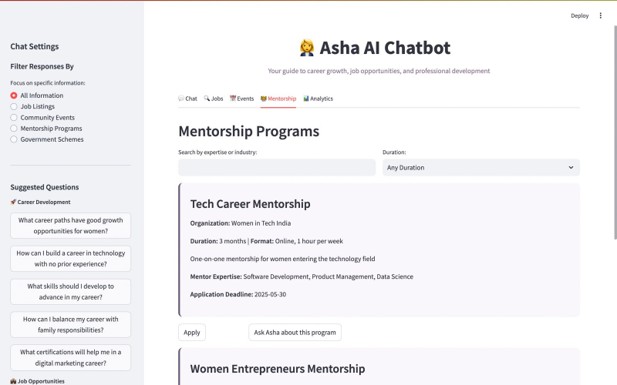 Deploy
Chat Settings
Filter Responses By
Focus on specific information:
All Information
Job Listings
Community Events
Mentorship Programs
Government Schemes
Suggested Questions
🚀 Career Development
What career paths have good growth
opportunities for women?
How can I build a career in technology
with no prior experience?
What skills should I develop to
advance in my career?
How can I balance my career with
family responsibilities?
What certifications will help me in a
digital marketing career?
Job Opportunities
Asha AI Chatbot
Your guide to career growth, job opportunities, and professional development
Chat Jobs Events Mentorship Analytics
Mentorship Programs
Search by expertise or industry: Duration:
Any Duration
Tech Career Mentorship
Organization: Women in Tech India
Duration: 3 months | Format: Online, 1 hour per week
One-on-one mentorship for women entering the technology field
Mentor Expertise: Software Development, Product Management, Data Science
Application Deadline: 2025-05-30
Apply Ask Asha about this program
Women Entrepreneurs Mentorship